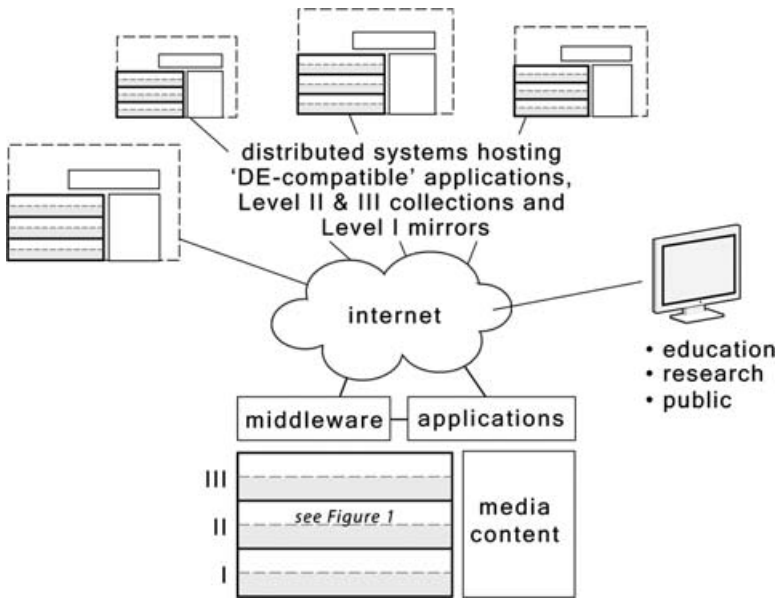 distributed systems hosting
‘DE-compatible’ applications,
Level II & III collections and
Level I mirrors
internet
• education
• research
• public
middleware
applications
III
see Figure 1
II
I
media
content